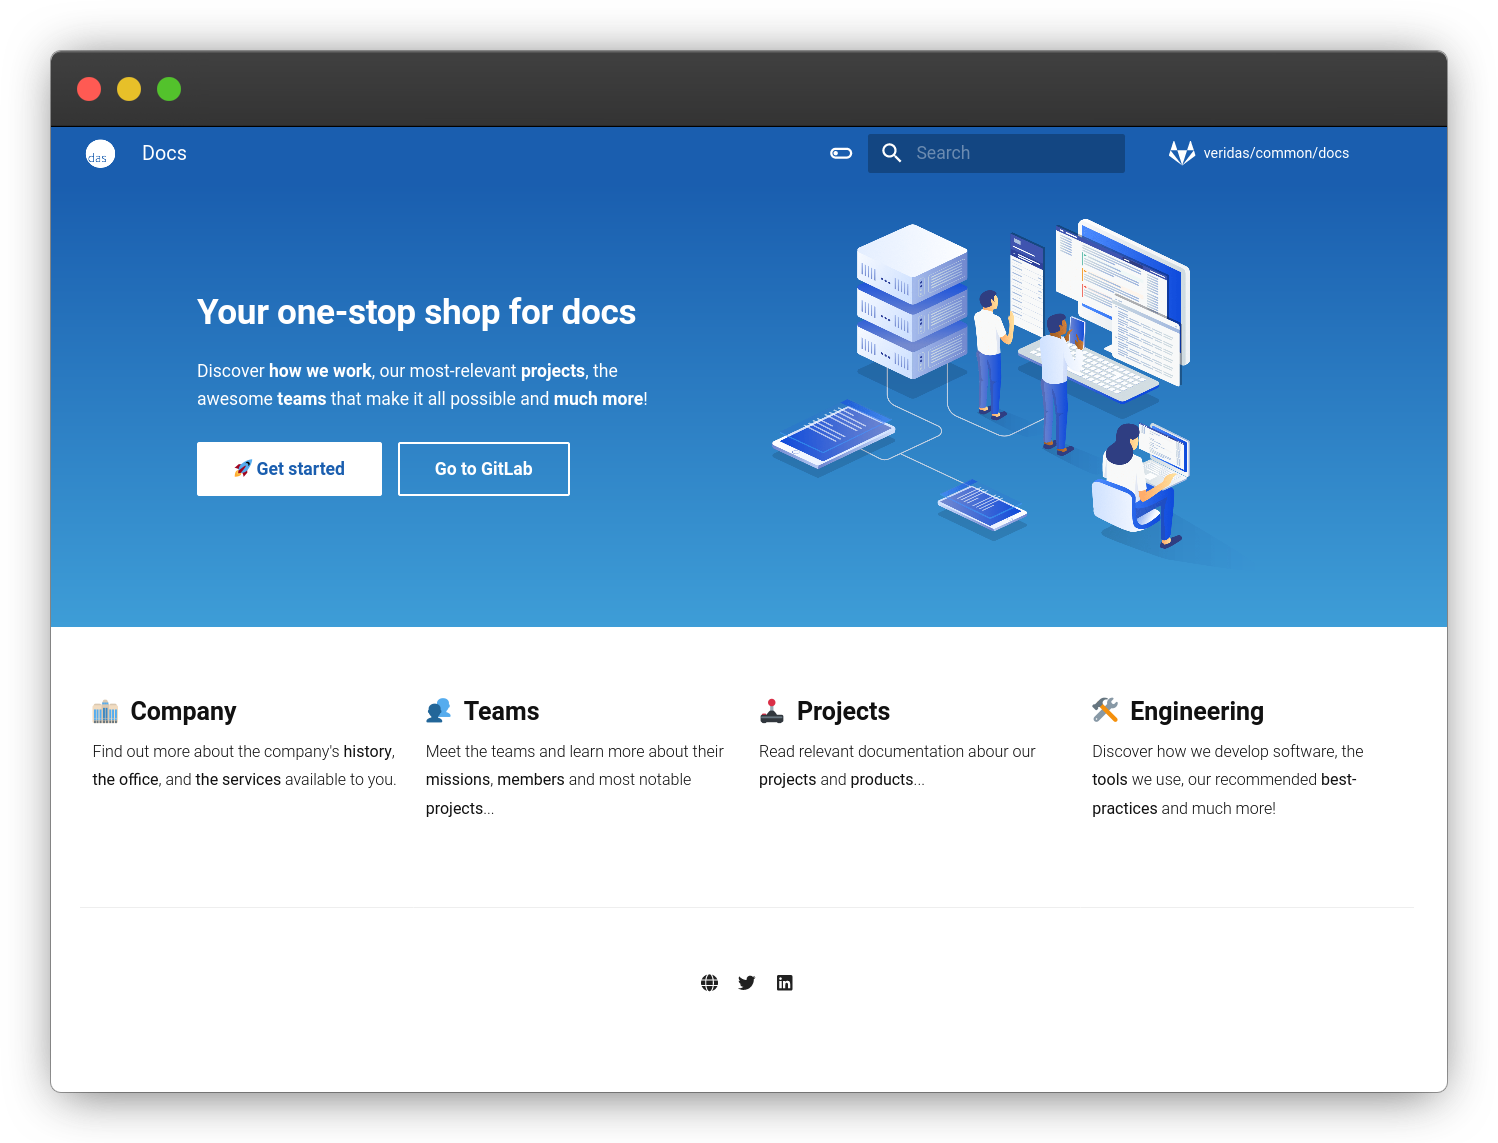 das
Docs
Search
veridas/common/docs
Your one-stop shop for docs
Discover how we work, our most-relevant projects, the
awesome teams that make it all possible and much more!
🚀 Get started
Go to GitLab
Company
Find out more about the company's history,
the office, and the services available to you.
Teams
Meet the teams and learn more about their
missions, members and most notable
projects...
Projects
Read relevant documentation abour our
projects and products...
Engineering
Discover how we develop software, the
tools we use, our recommended best-
practices and much more!